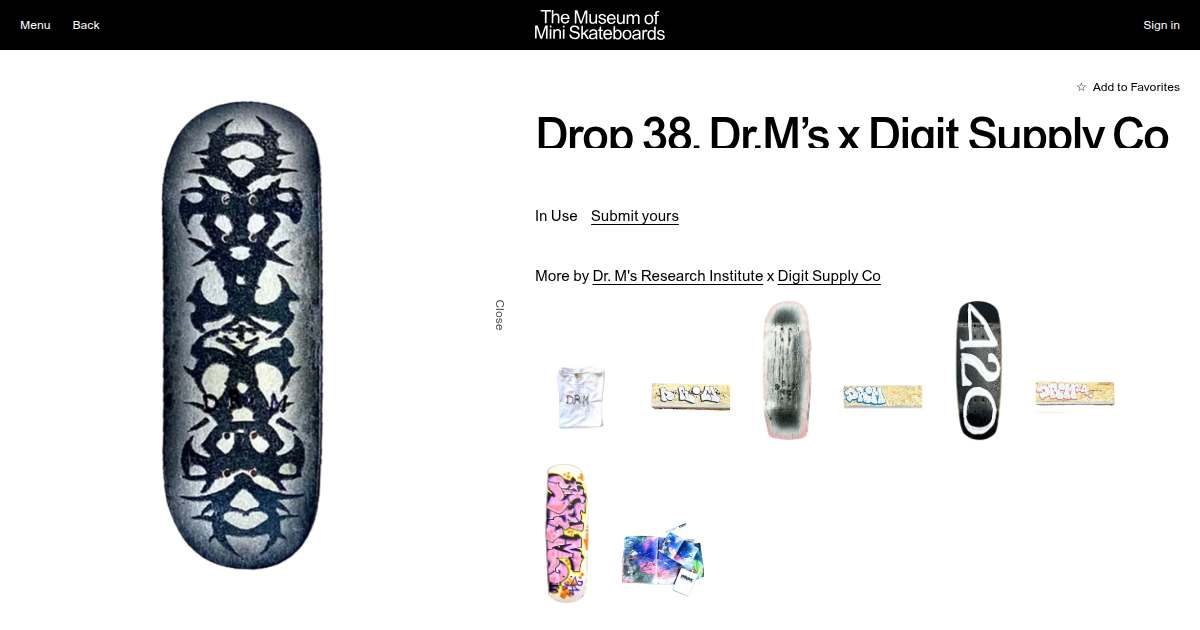 Menu
Back
The Museum of
Mini Skateboards
Sign in
☆ Add to Favorites
Drop 38. Dr.M’s x Digit Supply Co
In Use
Submit yours
More by Dr. M's Research Institute x Digit Supply Co
Close
DRM
420